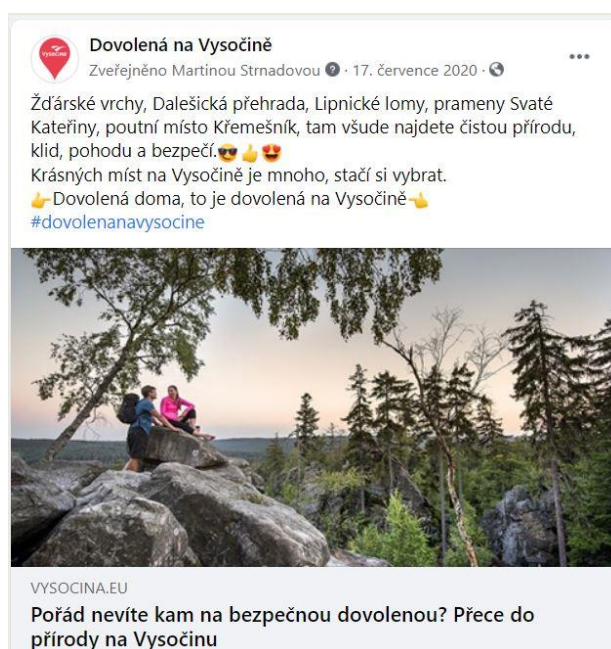 Dovolená na Vysočině
Zveřejněno Martinou Strnadovou ? · 17. července 2020 ·
Žďárské vrchy, Dalešická přehrada, Lipnické lomy, prameny Svaté
Kateřiny, poutní místo Křemešník, tam všude najdete čistou přírodu,
klid, pohodu a bezpečí.😎👍😍
Krásných míst na Vysočině je mnoho, stačí si vybrat.
👉Dovolená doma, to je dovolená na Vysočině👈
#dovolenanavysocine
VYSOCINA.EU
Pořád nevíte kam na bezpečnou dovolenou? Přece do
přírody na Vysočinu